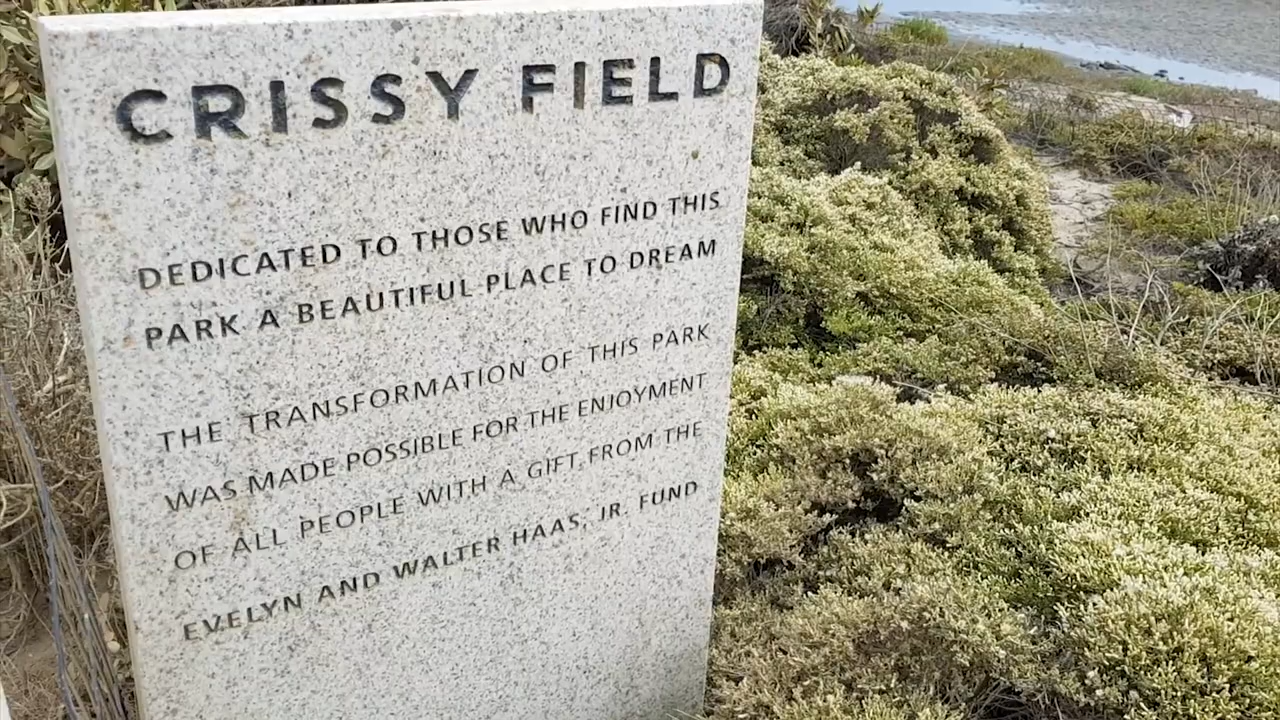 CRISSY FIELD
DEDICATED TO THOSE WHO FIND THIS
PARK A BEAUTIFUL PLACE TO DREAM
THE TRANSFORMATION OF THIS PARK
WAS MADE POSSIBLE FOR THE ENJOYMENT
OF ALL PEOPLE WITH A GIFT FROM THE
EVELYN AND WALTER HAAS, JR. FUND